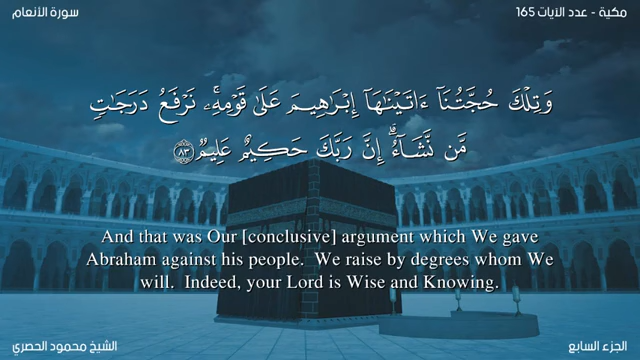 سورة الأنعام
مكية - عدد الآيات 165
وَتِلْكَ حُجَّتُنَآ ءَاتَيْنَٰهَآ إِبْرَٰهِيمَ عَلَىٰ قَوْمِهِۦۚ نَرْفَعُ دَرَجَٰتٍ
مَّن نَّشَآءُۗ إِنَّ رَبَّكَ حَكِيمٌ عَلِيمٌ ٨٣
And that was Our [conclusive] argument which We gave
Abraham against his people. We raise by degrees whom We
will. Indeed, your Lord is Wise and Knowing.
الشيخ محمود الحصري
الجزء السابع